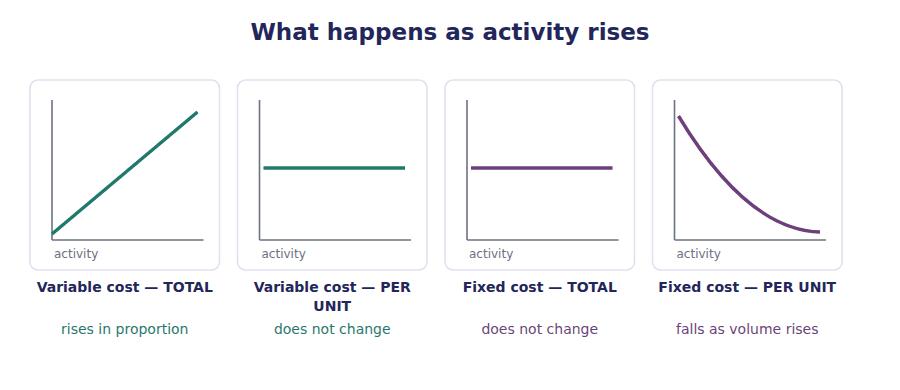 What happens as activity rises
activity
activity
activity
activity
Variable cost — TOTAL
Variable cost — PER
UNIT
Fixed cost — TOTAL
Fixed cost — PER UNIT
rises in proportion
does not change
does not change
falls as volume rises